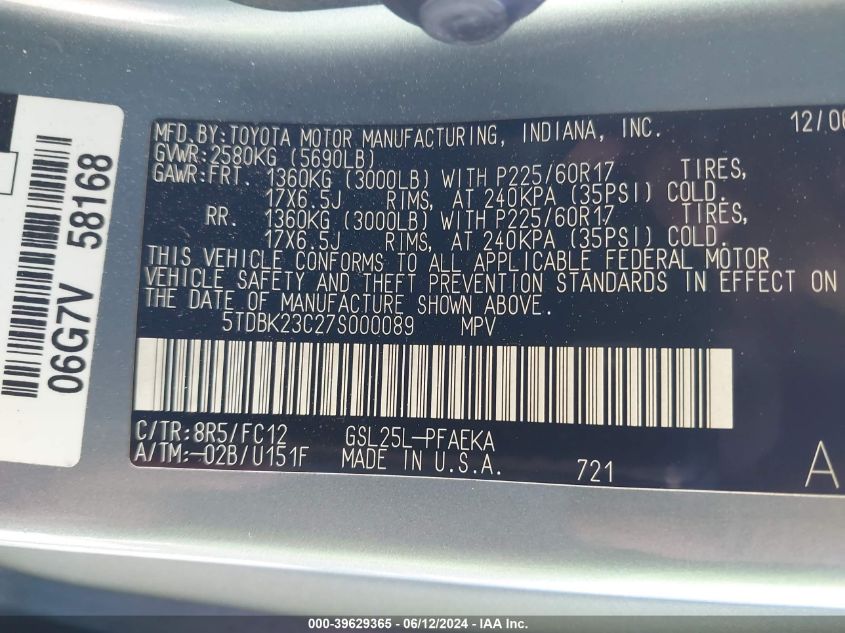 06G7V 58168
MFD.BY:TOYOTA MOTOR MANUFACTURING, INDIANA, INC. 12/06
GVWR:2580KG (5690LB)
GAWR:FRT. 1360KG (3000LB) WITH P225/60R17 TIRES,
17X6.5J RIMS, AT 240KPA (35PSI) COLD.
RR. 1360KG (3000LB) WITH P225/60R17 TIRES,
17X6.5J RIMS, AT 240KPA (35PSI) COLD.
THIS VEHICLE CONFORMS TO ALL APPLICABLE FEDERAL MOTOR
VEHICLE SAFETY AND THEFT PREVENTION STANDARDS IN EFFECT ON
THE DATE OF MANUFACTURE SHOWN ABOVE.
5TDBK23C27S000089 MPV
C/TR:8R5/FC12 GSL25L-PFAEKA
A/TM:-02B/U151F MADE IN U.S.A. 721
A
000-39629365 - 06/12/2024 - IAA Inc.